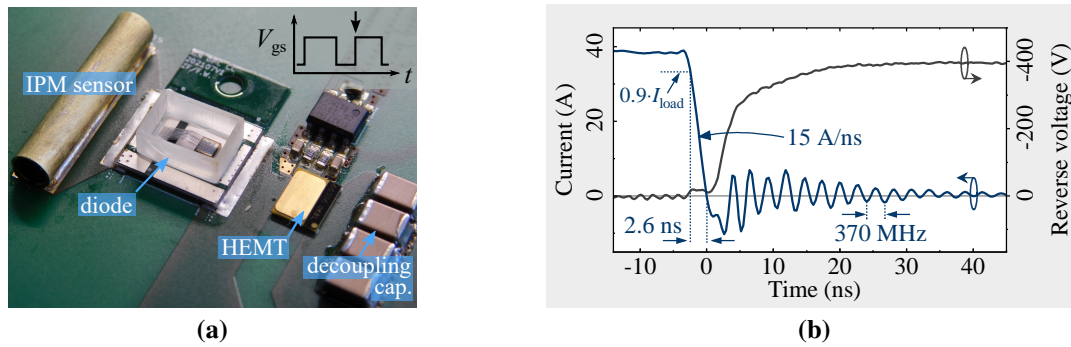 V_gs
t
IPM sensor
diode
HEMT
decoupling
cap.
(a)
Current (A)
40
20
0
0.9·I_load
15 A/ns
2.6 ns
370 MHz
-400
-200
0
Reverse voltage (V)
-10 0 10 20 30 40
Time (ns)
(b)